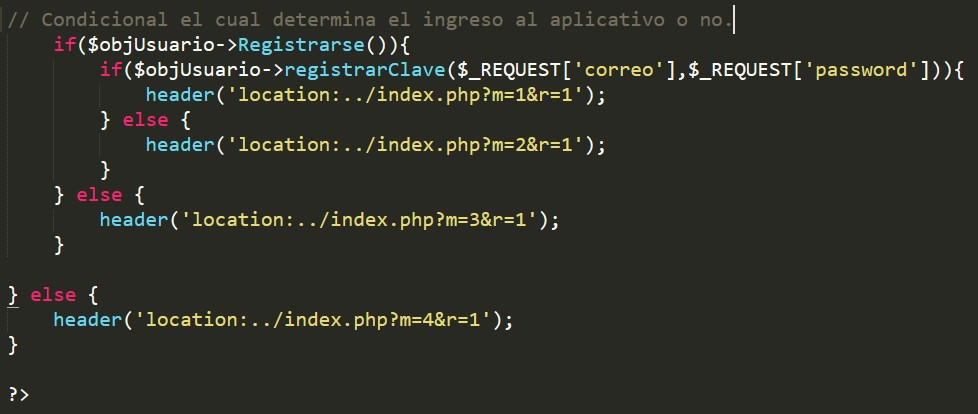 // Condicional el cual determina el ingreso al aplicativo o no.
if($objUsuario->Registrarse()){
if($objUsuario->registrarClave($_REQUEST['correo'],$_REQUEST['password'])){
header('location:../index.php?m=1&r=1');
} else {
header('location:../index.php?m=2&r=1');
}
} else {
header('location:../index.php?m=3&r=1');
}
} else {
header('location:../index.php?m=4&r=1');
}
?>